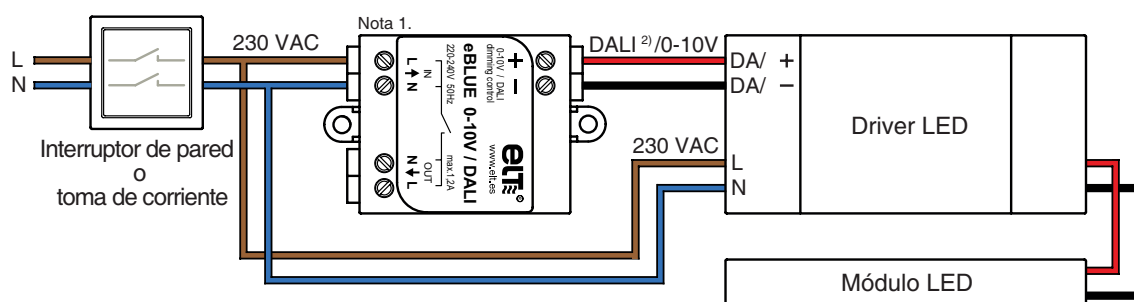 Nota 1.
L
N
230 VAC
Interruptor de pared
o
toma de corriente
L
N
IN
220-240V 50Hz
eBLUE 0-10V / DALI
0-10V / DALI
dimming control
+
−
N
L
OUT
max.1,2A
www.elt.es
elt®
DALI 2)/0-10V
DA/ +
DA/ −
230 VAC
L
N
Driver LED
Módulo LED